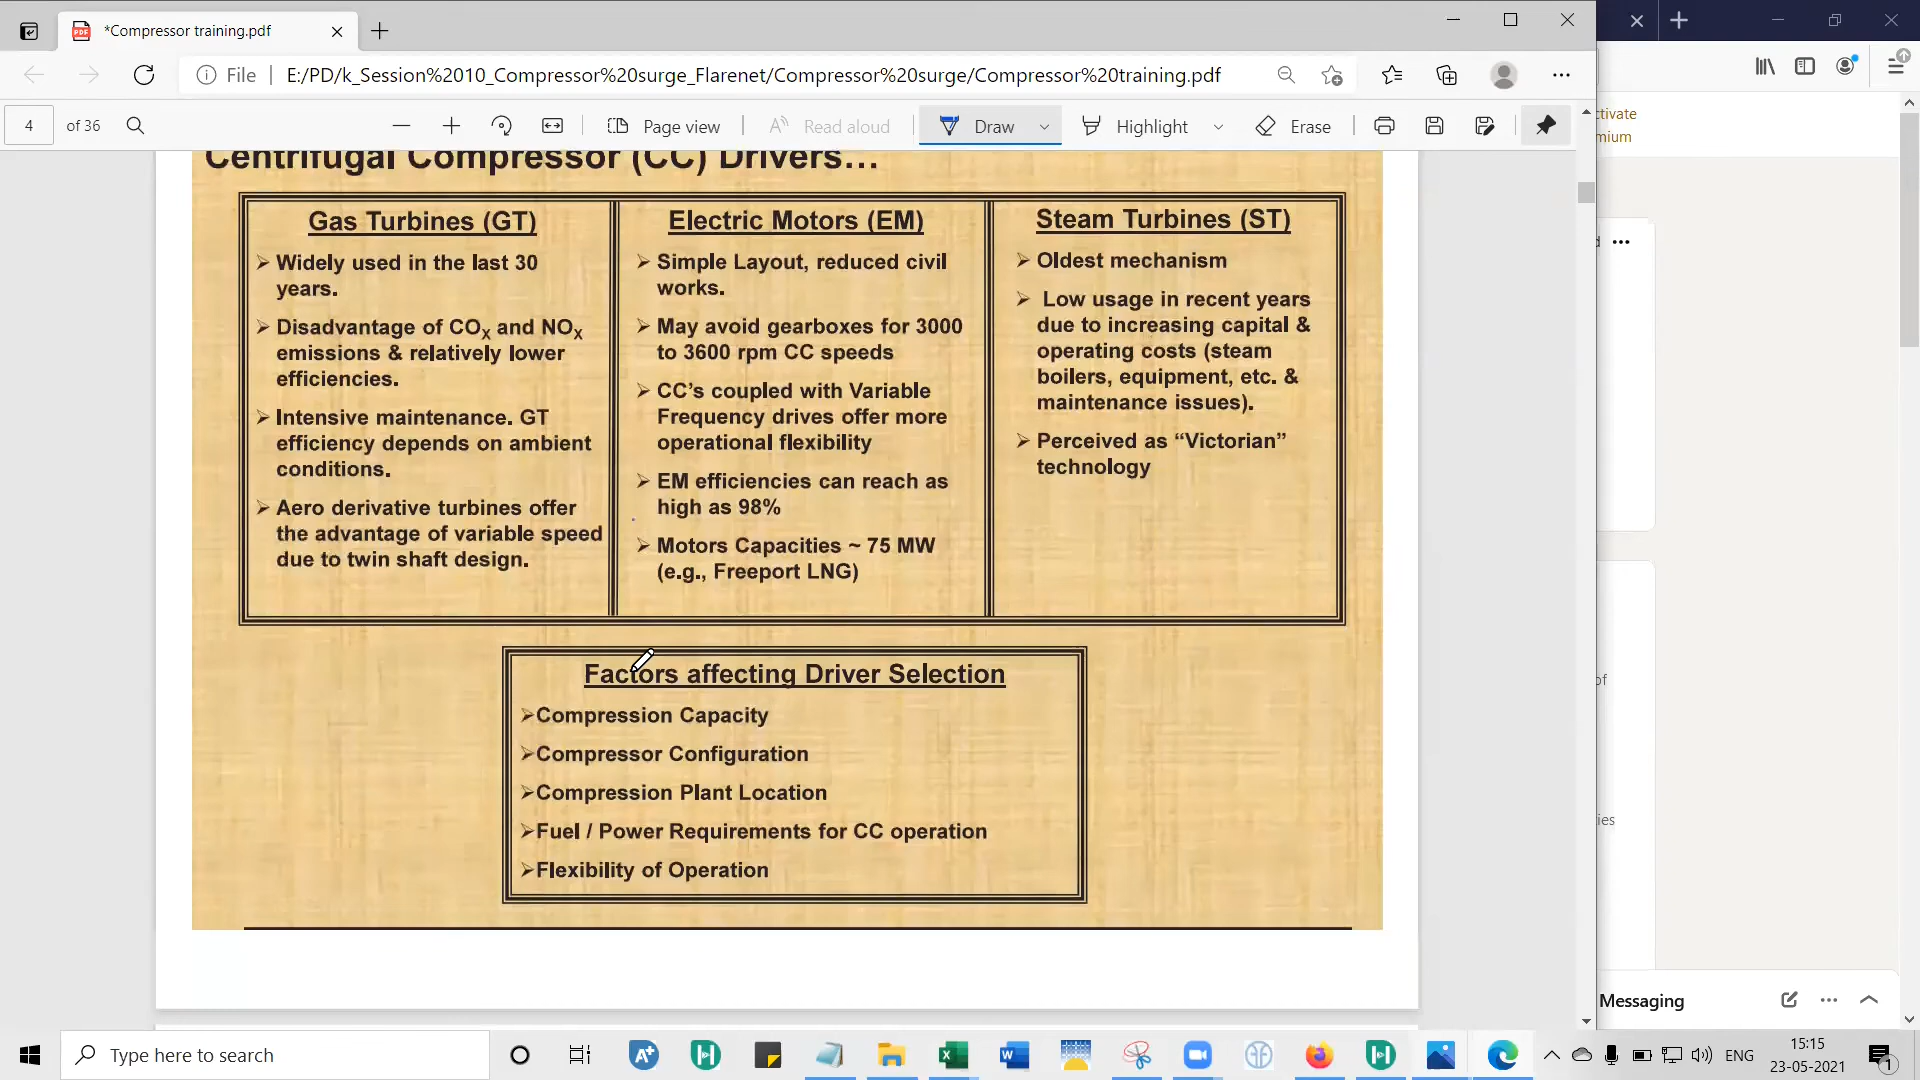 *Compressor training.pdf
File
E:/PD/k_Session%2010_Compressor%20surge_Flarenet/Compressor%20surge/Compressor%20training.pdf
4
of 36
Page view
Read aloud
Draw
Highlight
Erase
Centrifugal Compressor (CC) Drivers...
Gas Turbines (GT)
➢ Widely used in the last 30
years.
➢ Disadvantage of COX and NOX
emissions & relatively lower
efficiencies.
➢ Intensive maintenance. GT
efficiency depends on ambient
conditions.
➢ Aero derivative turbines offer
the advantage of variable speed
due to twin shaft design.
Electric Motors (EM)
➢ Simple Layout, reduced civil
works.
➢ May avoid gearboxes for 3000
to 3600 rpm CC speeds
➢ CC's coupled with Variable
Frequency drives offer more
operational flexibility
➢ EM efficiencies can reach as
high as 98%
➢ Motors Capacities ~ 75 MW
(e.g., Freeport LNG)
Steam Turbines (ST)
➢ Oldest mechanism
➢ Low usage in recent years
due to increasing capital &
operating costs (steam
boilers, equipment, etc. &
maintenance issues).
➢ Perceived as “Victorian”
technology
Factors affecting Driver Selection
➢Compression Capacity
➢Compressor Configuration
➢Compression Plant Location
➢Fuel / Power Requirements for CC operation
➢Flexibility of Operation
ctivate
mium
of
ies
Messaging
Type here to search
ENG
15:15
23-05-2021
1